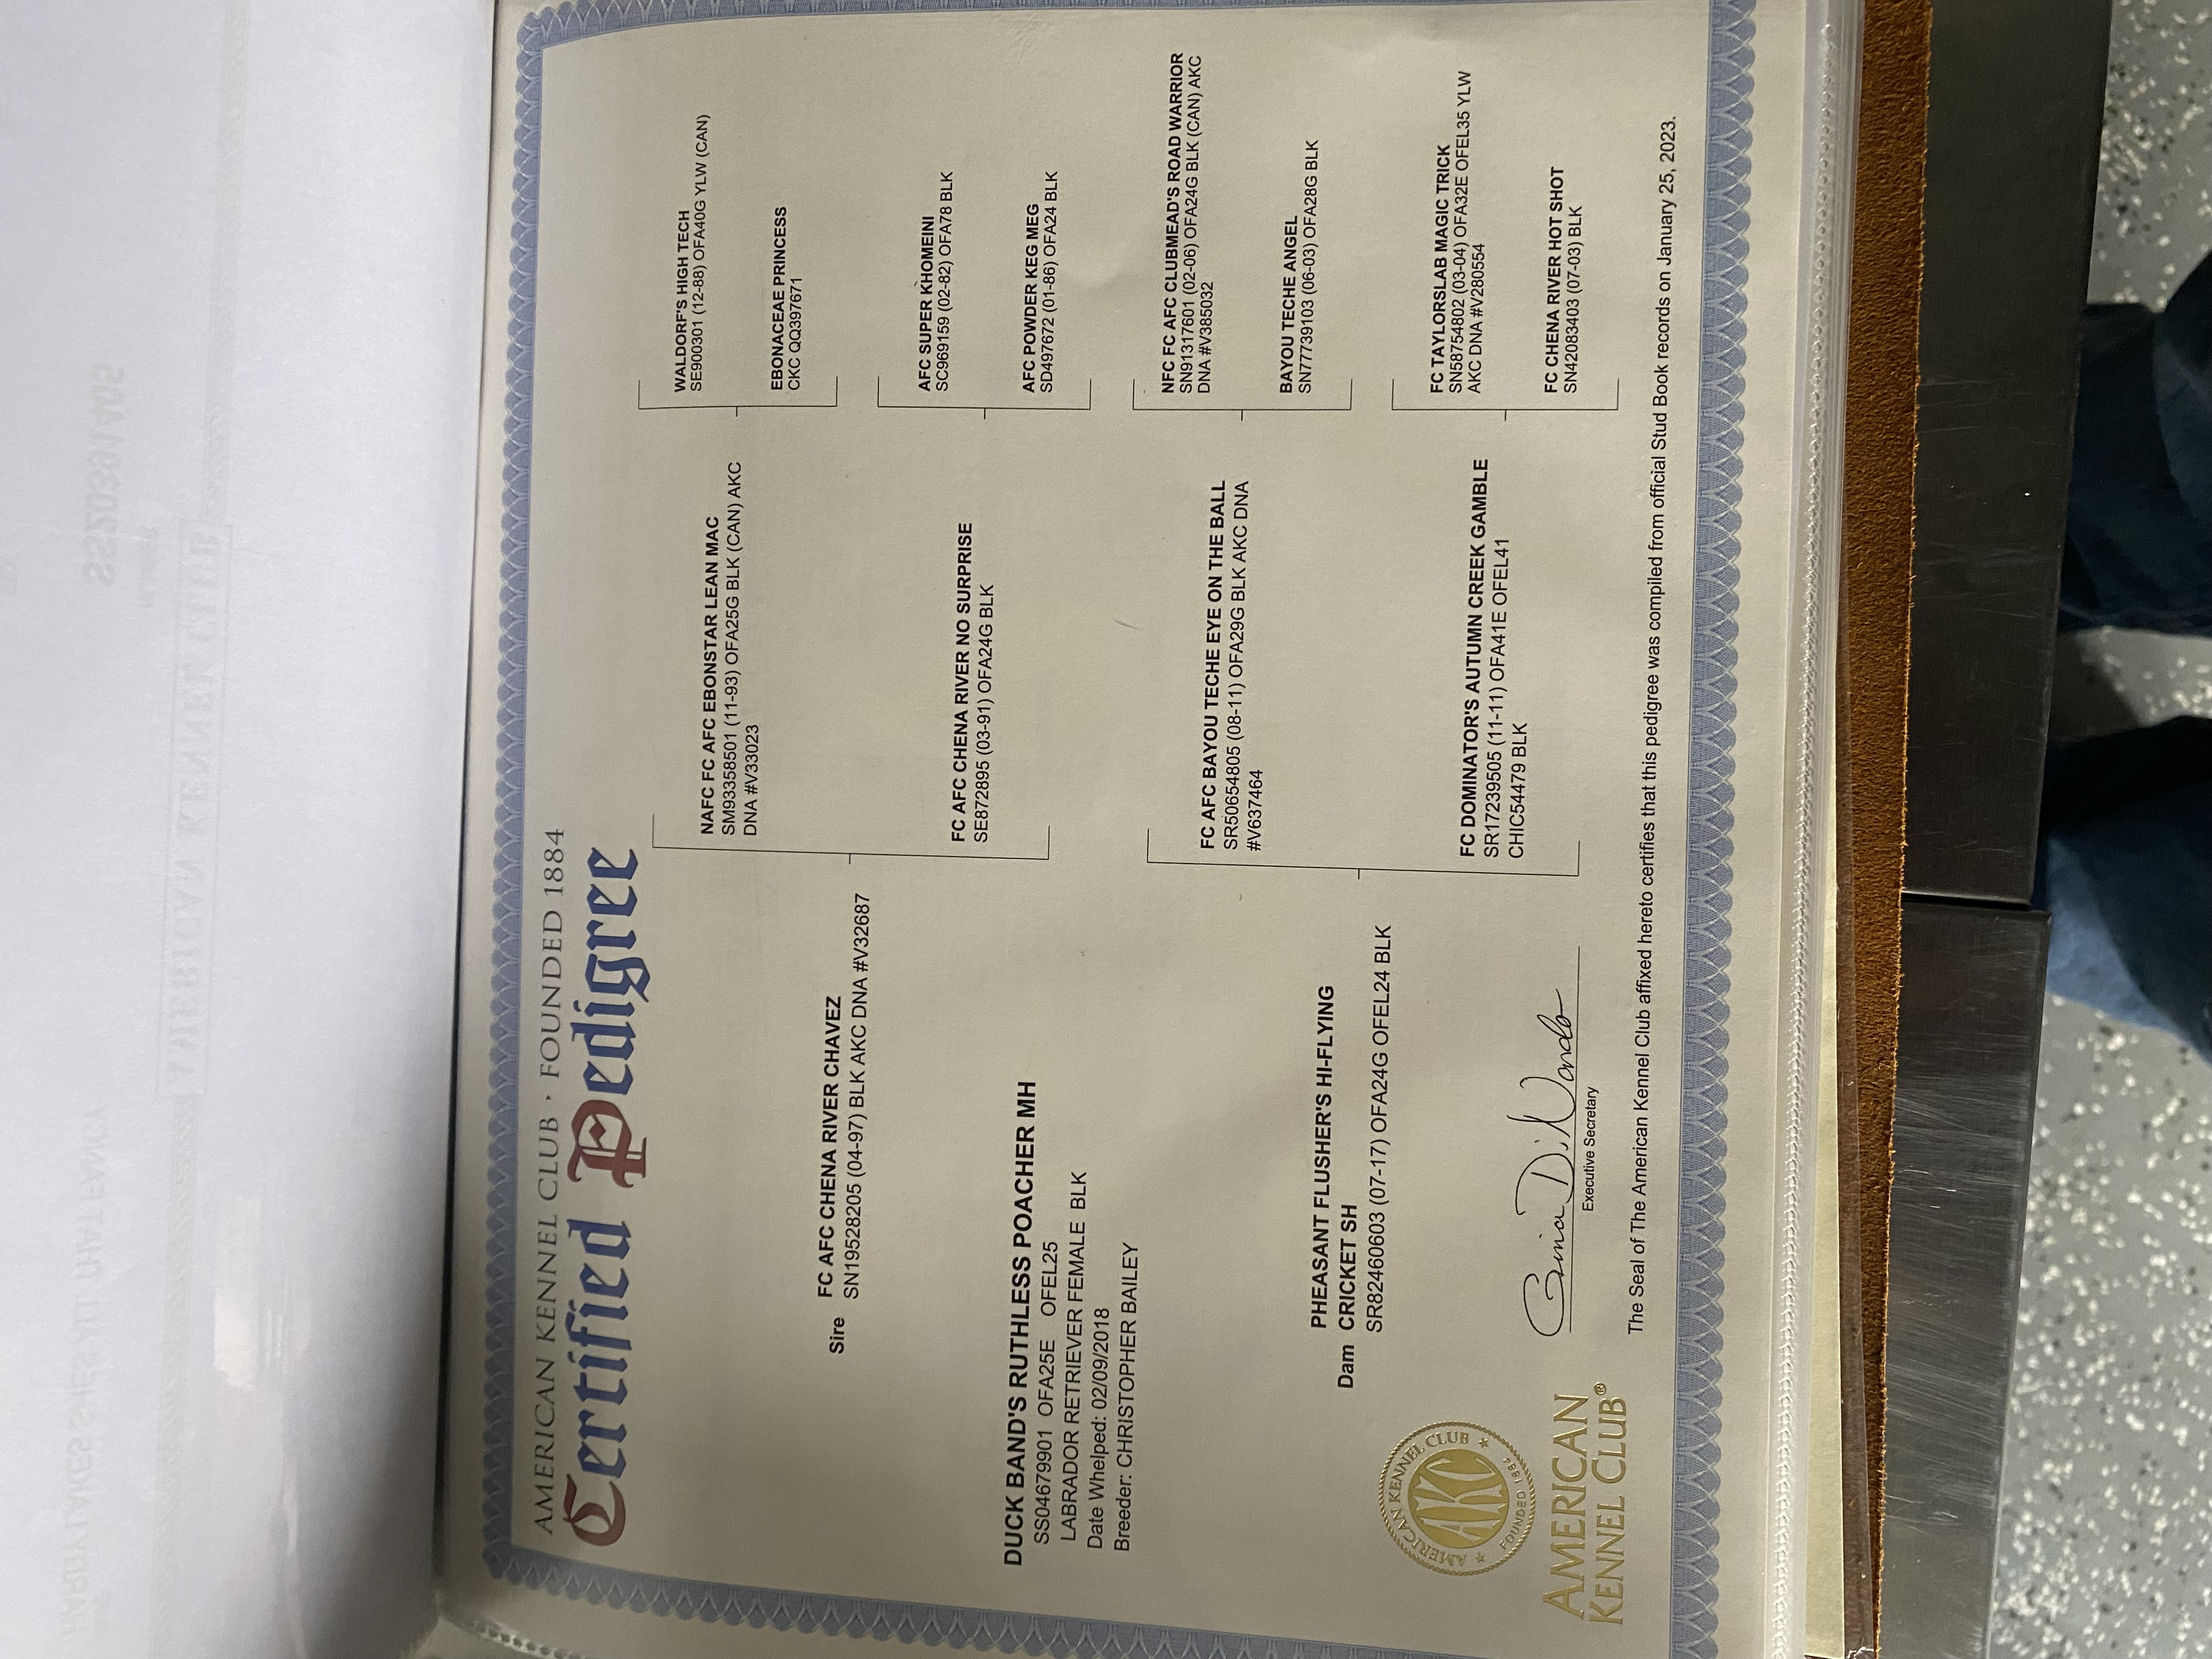 AMERICAN KENNEL CLUB · FOUNDED 1884
Certified Pedigree
WALDORF'S HIGH TECH
SE900301 (12-88) OFA40G YLW (CAN)
NAFC FC AFC EBONSTAR LEAN MAC
SM93358501 (11-93) OFA25G BLK (CAN) AKC
DNA #V33023
EBONACEAE PRINCESS
CKC QQ397671
Sire FC AFC CHENA RIVER CHAVEZ
SN19528205 (04-97) BLK AKC DNA #V32687
AFC SUPER KHOMEINI
SC969159 (02-82) OFA78 BLK
FC AFC CHENA RIVER NO SURPRISE
SE872895 (03-91) OFA24G BLK
AFC POWDER KEG MEG
SD497672 (01-86) OFA24 BLK
DUCK BAND'S RUTHLESS POACHER MH
SS04679901 OFA25E OFEL25
LABRADOR RETRIEVER FEMALE BLK
Date Whelped: 02/09/2018
Breeder: CHRISTOPHER BAILEY
NFC FC AFC CLUBMEAD'S ROAD WARRIOR
SN91317601 (02-06) OFA24G BLK (CAN) AKC
DNA #V385032
FC AFC BAYOU TECHE EYE ON THE BALL
SR50654805 (08-11) OFA29G BLK AKC DNA
#V637464
BAYOU TECHE ANGEL
SN77739103 (06-03) OFA28G BLK
PHEASANT FLUSHER'S HI-FLYING
Dam CRICKET SH
SR82460603 (07-17) OFA24G OFEL24 BLK
FC TAYLORSLAB MAGIC TRICK
SN58754802 (03-04) OFA32E OFEL35 YLW
AKC DNA #V280554
FC DOMINATOR'S AUTUMN CREEK GAMBLE
SR17239505 (11-11) OFA41E OFEL41
CHIC54479 BLK
FC CHENA RIVER HOT SHOT
SN42083403 (07-03) BLK
Executive Secretary
AMERICAN KENNEL CLUB
AKC
FOUNDED 1884
AMERICAN
KENNEL CLUB®
The Seal of The American Kennel Club affixed hereto certifies that this pedigree was compiled from official Stud Book records on January 25, 2023.